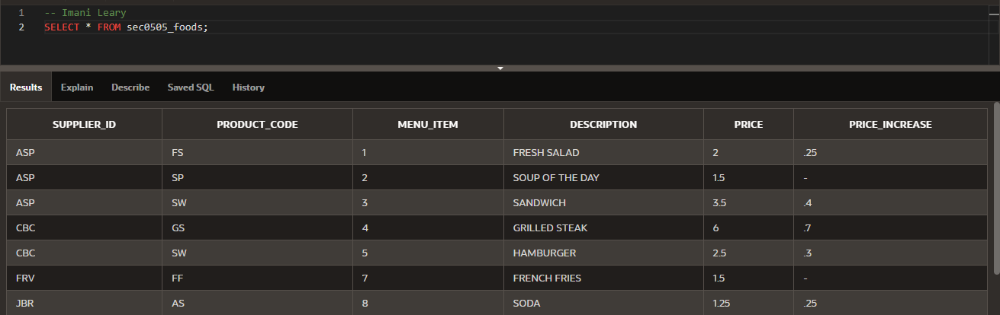 1 -- Imani Leary
2 SELECT * FROM sec0505_foods;
Results Explain Describe Saved SQL History
SUPPLIER_ID PRODUCT_CODE MENU_ITEM DESCRIPTION PRICE PRICE_INCREASE
ASP FS 1 FRESH SALAD 2 .25
ASP SP 2 SOUP OF THE DAY 1.5 -
ASP SW 3 SANDWICH 3.5 .4
CBC GS 4 GRILLED STEAK 6 .7
CBC SW 5 HAMBURGER 2.5 .3
FRV FF 7 FRENCH FRIES 1.5 -
JBR AS 8 SODA 1.25 .25